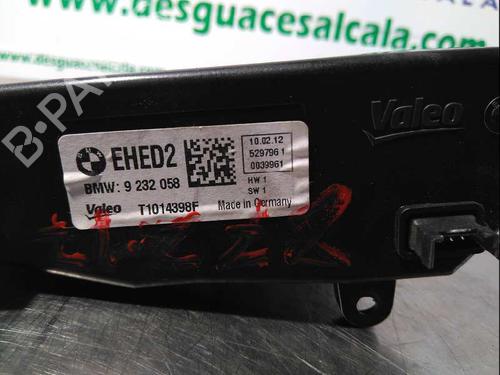 www.desguacesalcala.com
B-PA
Valeo
EHED2
BMW: 9 232 058
Valeo T1014398F
10.02.12
529796 1
0039961
HW 1
SW 1
Made in Germany